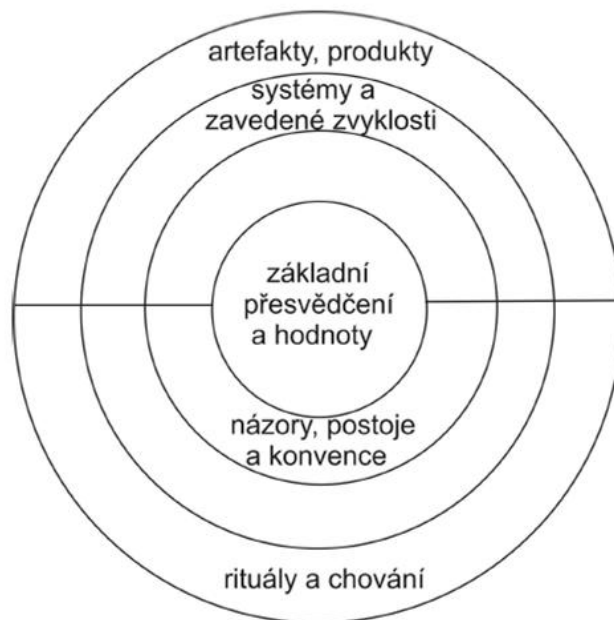 artefakty, produkty
systémy a
zavedené zvyklosti
základní
přesvědčení
a hodnoty
názory, postoje
a konvence
rituály a chování